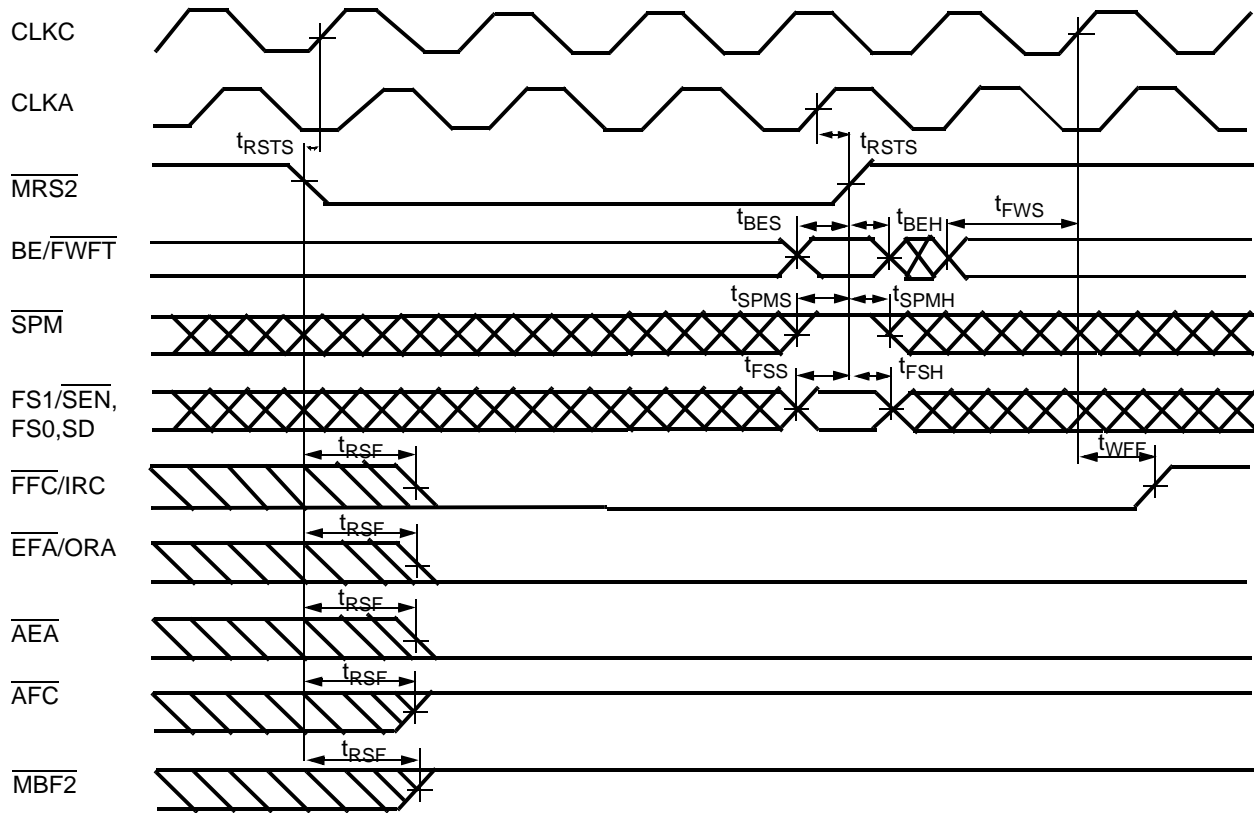 CLKC
CLKA
tRSTS
tRSTS
MRS2
tBES
tBEH
tFWS
BE/FWFT
tSPMS
tSPMH
SPM
tFSS
tFSH
FS1/SEN,
FS0,SD
tRSF
tWFF
FFC/IRC
tRSF
EFA/ORA
tRSF
AEA
tRSF
AFC
tRSF
MBF2